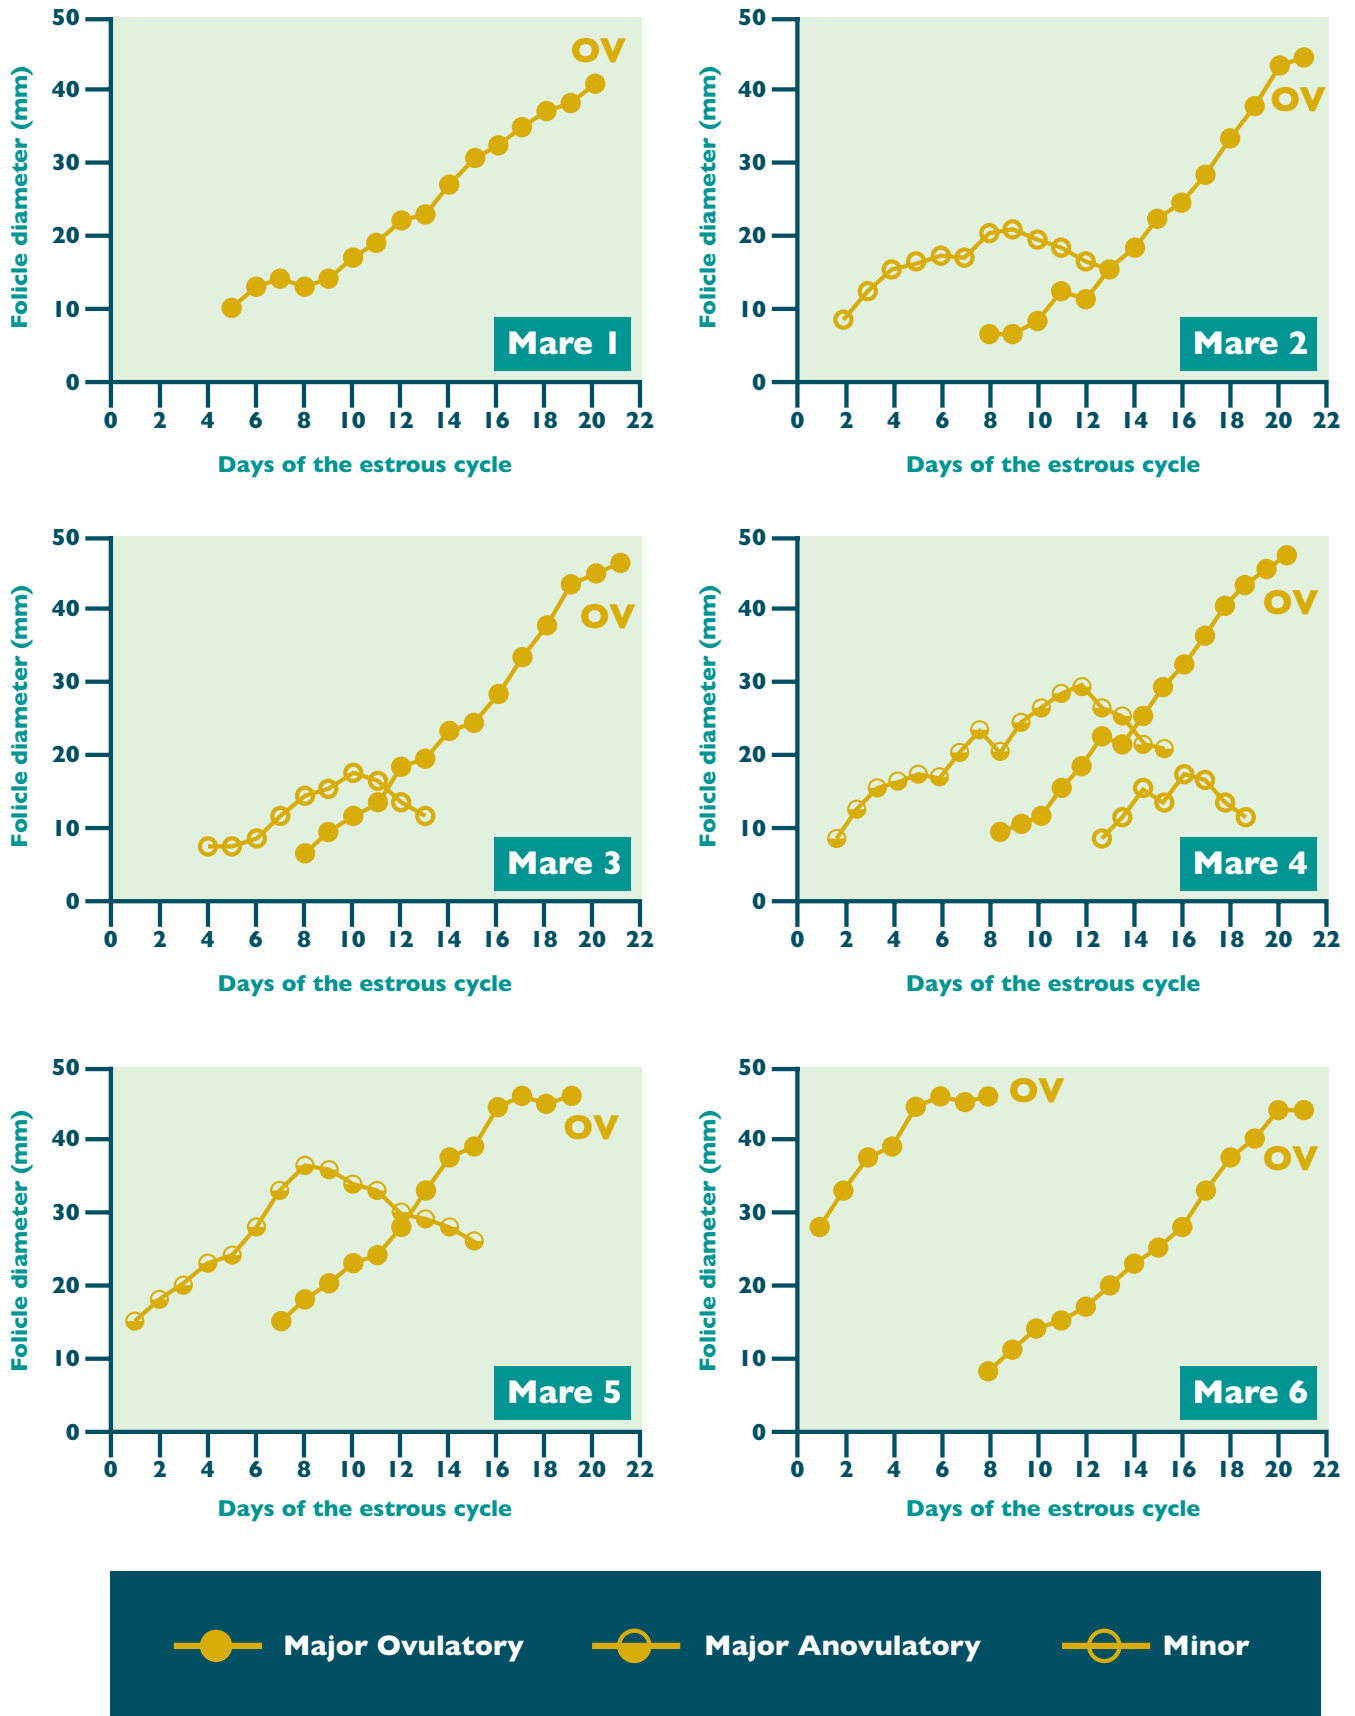 50
40
30
20
10
0
Folicle diameter (mm)
OV
Mare 1
0 2 4 6 8 10 12 14 16 18 20 22
Days of the estrous cycle
50
40
30
20
10
0
Folicle diameter (mm)
OV
Mare 2
0 2 4 6 8 10 12 14 16 18 20 22
Days of the estrous cycle
50
40
30
20
10
0
Folicle diameter (mm)
OV
Mare 3
0 2 4 6 8 10 12 14 16 18 20 22
Days of the estrous cycle
50
40
30
20
10
0
Folicle diameter (mm)
OV
Mare 4
0 2 4 6 8 10 12 14 16 18 20 22
Days of the estrous cycle
50
40
30
20
10
0
Folicle diameter (mm)
OV
Mare 5
0 2 4 6 8 10 12 14 16 18 20 22
Days of the estrous cycle
50
40
30
20
10
0
Folicle diameter (mm)
OV
OV
Mare 6
0 2 4 6 8 10 12 14 16 18 20 22
Days of the estrous cycle
Major Ovulatory Major Anovulatory Minor